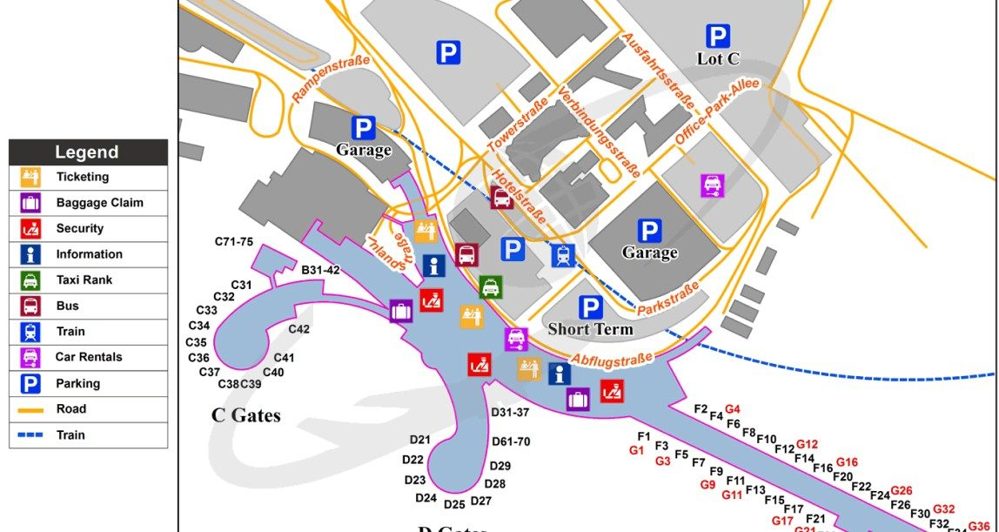 Legend
Ticketing
Baggage Claim
Security
Information
Taxi Rank
Bus
Train
Car Rentals
P Parking
Road
Train
P
P
Lot C
Rampenstraße
Ausfahrtsstraße
Office-Park-Allee
Verbindungsstraße
Towerstraße
P
Garage
Hotelstraße
Inlands-
straße
P
P
Garage
i
P
Short Term
Parkstraße
Abflugstraße
i
C71-75
B31-42
C31
C32
C33
C34
C35
C36
C37
C38
C39
C40
C41
C42
C Gates
D31-37
D61-70
D21
D22
D23
D24
D25
D27
D28
D29
D Gates
F2
F4
G4
F6
F8
F10
F12
G12
F14
F16
G16
F20
F22
F24
G26
F26
F30
G32
F32
G36
F1
G1
F3
G3
F5
F7
F9
G9
F11
G11
F13
F15
F17
G17
F21
G21